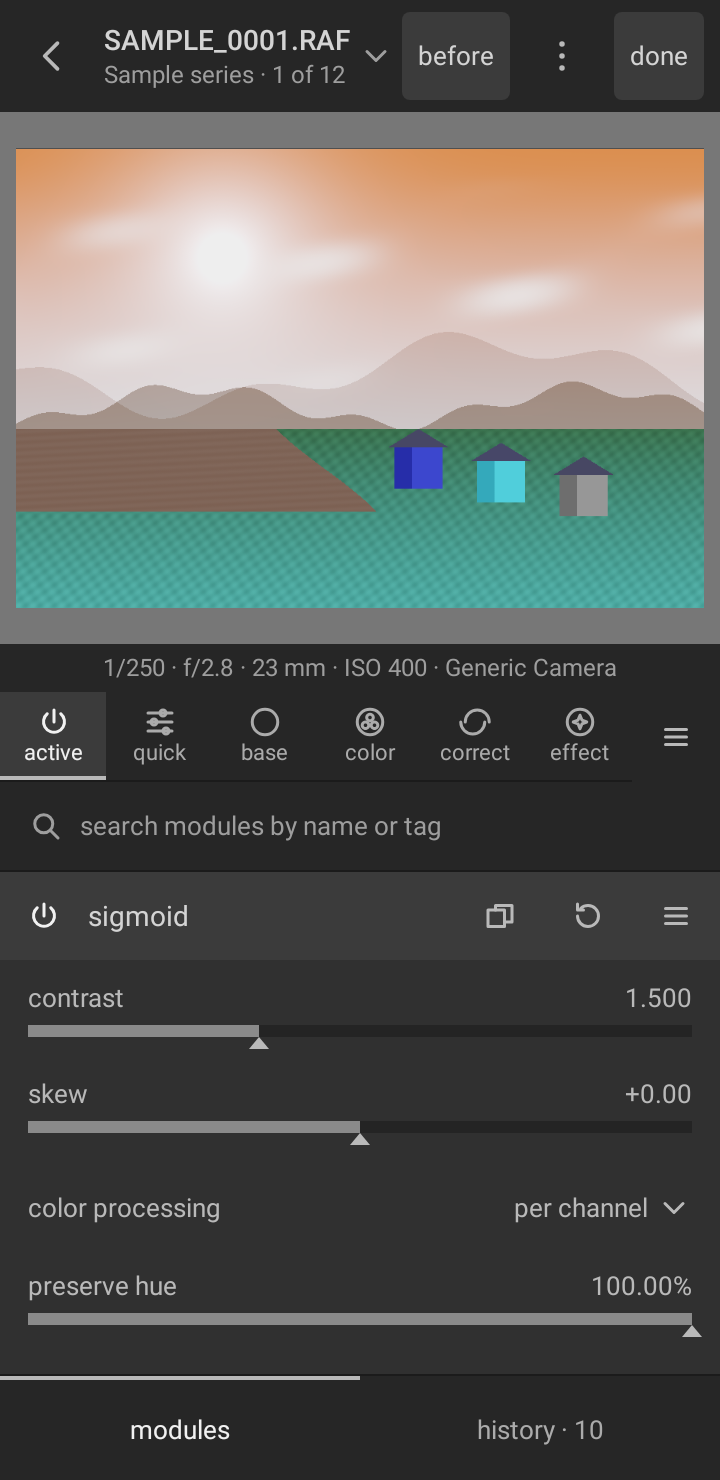 SAMPLE_0001.RAF
Sample series · 1 of 12
before
done
1/250 · f/2.8 · 23 mm · ISO 400 · Generic Camera
active
quick
base
color
correct
effect
search modules by name or tag
sigmoid
contrast 1.500
skew +0.00
color processing per channel
preserve hue 100.00%
modules
history · 10